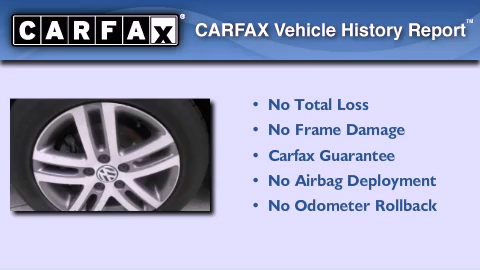 CARFAX® CARFAX Vehicle History Report™
• No Total Loss
• No Frame Damage
• Carfax Guarantee
• No Airbag Deployment
• No Odometer Rollback